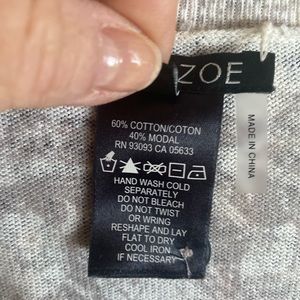 ZOE
60% COTTON/COTON
40% MODAL
RN 93093 CA 05633
HAND WASH COLD
SEPARATELY
DO NOT BLEACH
DO NOT TWIST
OR WRING
RESHAPE AND LAY
FLAT TO DRY
COOL IRON
IF NECESSARY
MADE IN CHINA